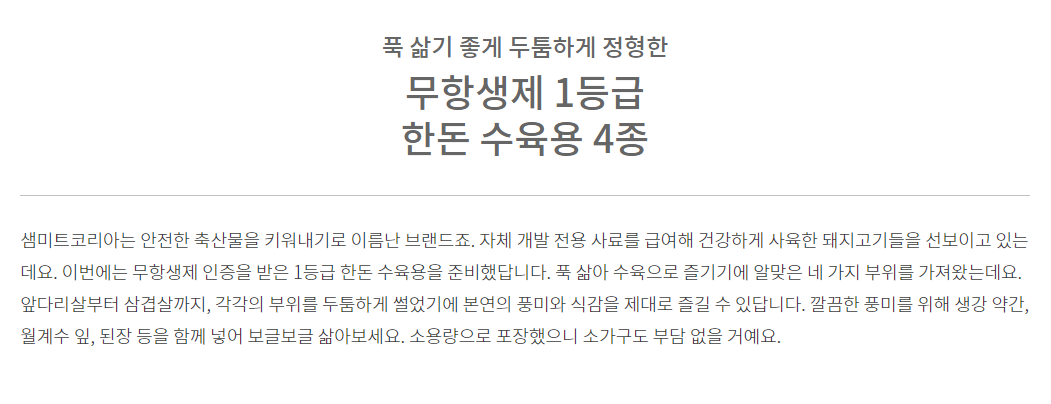 푹 삶기 좋게 두툼하게 정형한
무항생제 1등급
한돈 수육용 4종
샘미트코리아는 안전한 축산물을 키워내기로 이름난 브랜드죠. 자체 개발 전용 사료를 급여해 건강하게 사육한 돼지고기들을 선보이고 있는
데요. 이번에는 무항생제 인증을 받은 1등급 한돈 수육용을 준비했답니다. 푹 삶아 수육으로 즐기기에 알맞은 네 가지 부위를 가져왔는데요.
앞다리살부터 삼겹살까지, 각각의 부위를 두툼하게 썰었기에 본연의 풍미와 식감을 제대로 즐길 수 있답니다. 깔끔한 풍미를 위해 생강 약간,
월계수 잎, 된장 등을 함께 넣어 보글보글 삶아보세요. 소용량으로 포장했으니 소가구도 부담 없을 거예요.